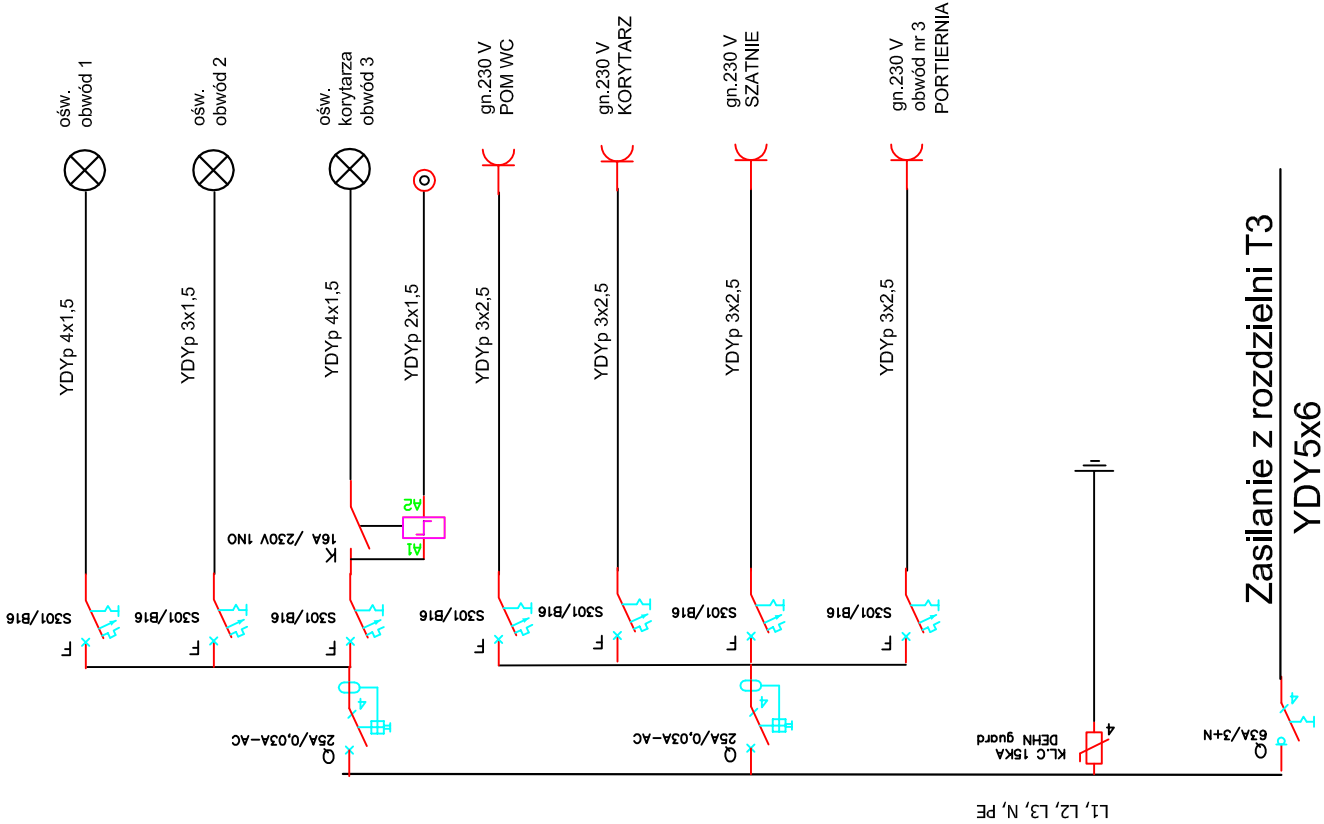 ośw.
obwód 1
ośw.
obwód 2
ośw.
korytarza
obwód 3
gn.230 V
POM WC
gn.230 V
KORYTARZ
gn.230 V
SZATNIE
gn.230 V
obwód nr 3
PORTIERNIA
YDYp 4x1,5
YDYp 3x1,5
YDYp 4x1,5
YDYp 2x1,5
YDYp 3x2,5
YDYp 3x2,5
YDYp 3x2,5
YDYp 3x2,5
A2
A1
16A /230V 1NO
K
S301/B16
F
S301/B16
F
S301/B16
F
S301/B16
F
S301/B16
F
S301/B16
F
S301/B16
F
4
25A/0,03A-AC
Q
4
25A/0,03A-AC
Q
4
KL.C 15KA
DEHN guard
4
63A/3+N
Q
Zasilanie z rozdzielni T3
YDY5x6
L1, L2, L3, N, PE